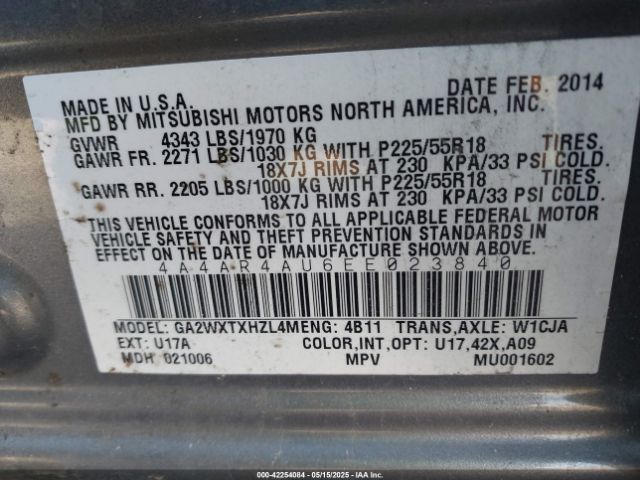 MADE IN U.S.A. DATE FEB. 2014
MFD BY MITSUBISHI MOTORS NORTH AMERICA, INC.
GVWR 4343 LBS/1970 KG
GAWR FR. 2271 LBS/1030 KG WITH P225/55R18 TIRES.
18X7J RIMS AT 230 KPA/33 PSI COLD.
GAWR RR. 2205 LBS/1000 KG WITH P225/55R18 TIRES.
18X7J RIMS AT 230 KPA/33 PSI COLD.
THIS VEHICLE CONFORMS TO ALL APPLICABLE FEDERAL MOTOR
VEHICLE SAFETY AND THEFT PREVENTION STANDARDS IN
EFFECT ON THE DATE OF MANUFACTURE SHOWN ABOVE.
4A4AR4AU6EE023840
MODEL: GA2WXTXHZL4MENG: 4B11 TRANS,AXLE: W1CJA
EXT: U17A COLOR,INT,OPT: U17,42X,A09
MDH 021006 MPV MU001602
000-42254084 - 05/15/2025 - IAA Inc.